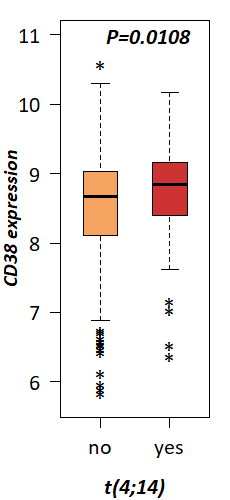 P=0.0108
11
10
9
8
7
6
CD38 expression
no yes
t(4;14)